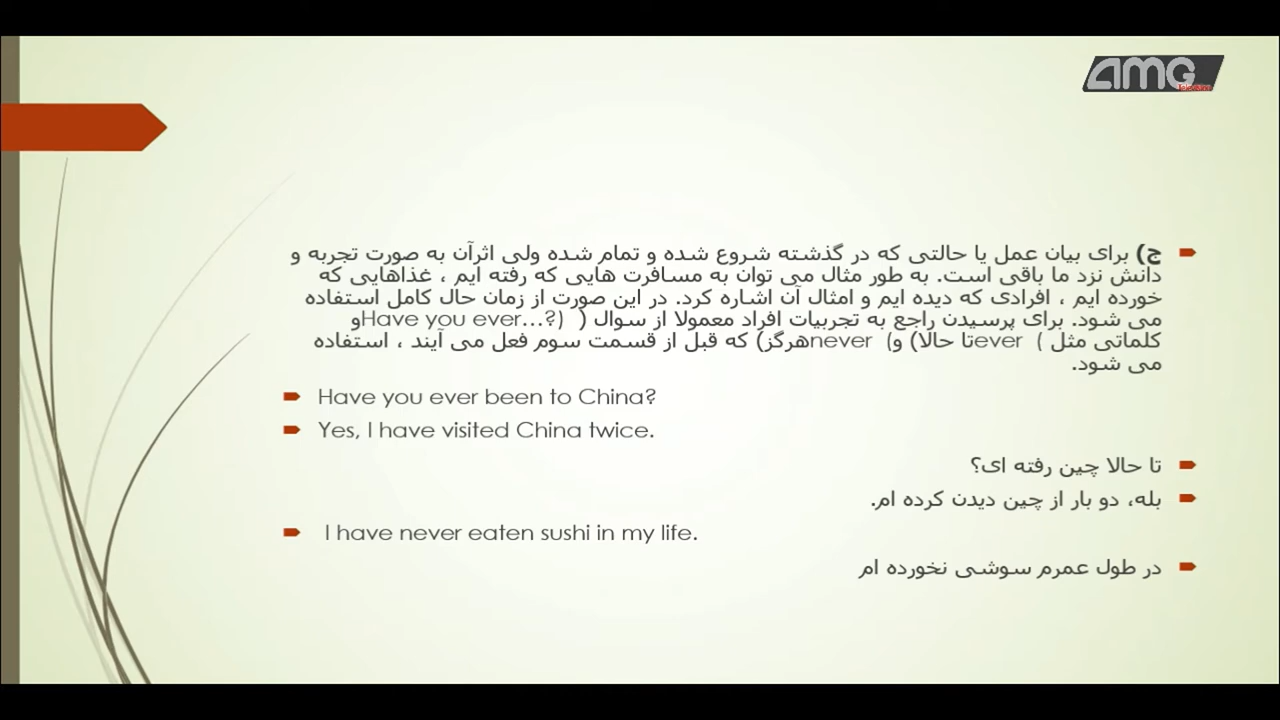 AMG
Television
ج) برای بیان عمل یا حالتی که در گذشته شروع شده و تمام شده ولی اثرآن به صورت تجربه و
دانش نزد ما باقی است. به طور مثال می توان به مسافرت هایی که رفته ایم ، غذاهایی که
خورده ایم ، افرادی که دیده ایم و امثال آن اشاره کرد. در این صورت از زمان حال کامل استفاده
می شود. برای پرسیدن راجع به تجربیات افراد معمولا از سوال ( (?…Have you everو
کلماتی مثل ) everتا حالا) و( neverهرگز) که قبل از قسمت سوم فعل می آیند ، استفاده
می شود.
Have you ever been to China?
Yes, I have visited China twice.
تا حالا چین رفته ای؟
بله، دو بار از چین دیدن کرده ام.
I have never eaten sushi in my life.
در طول عمرم سوشی نخورده ام